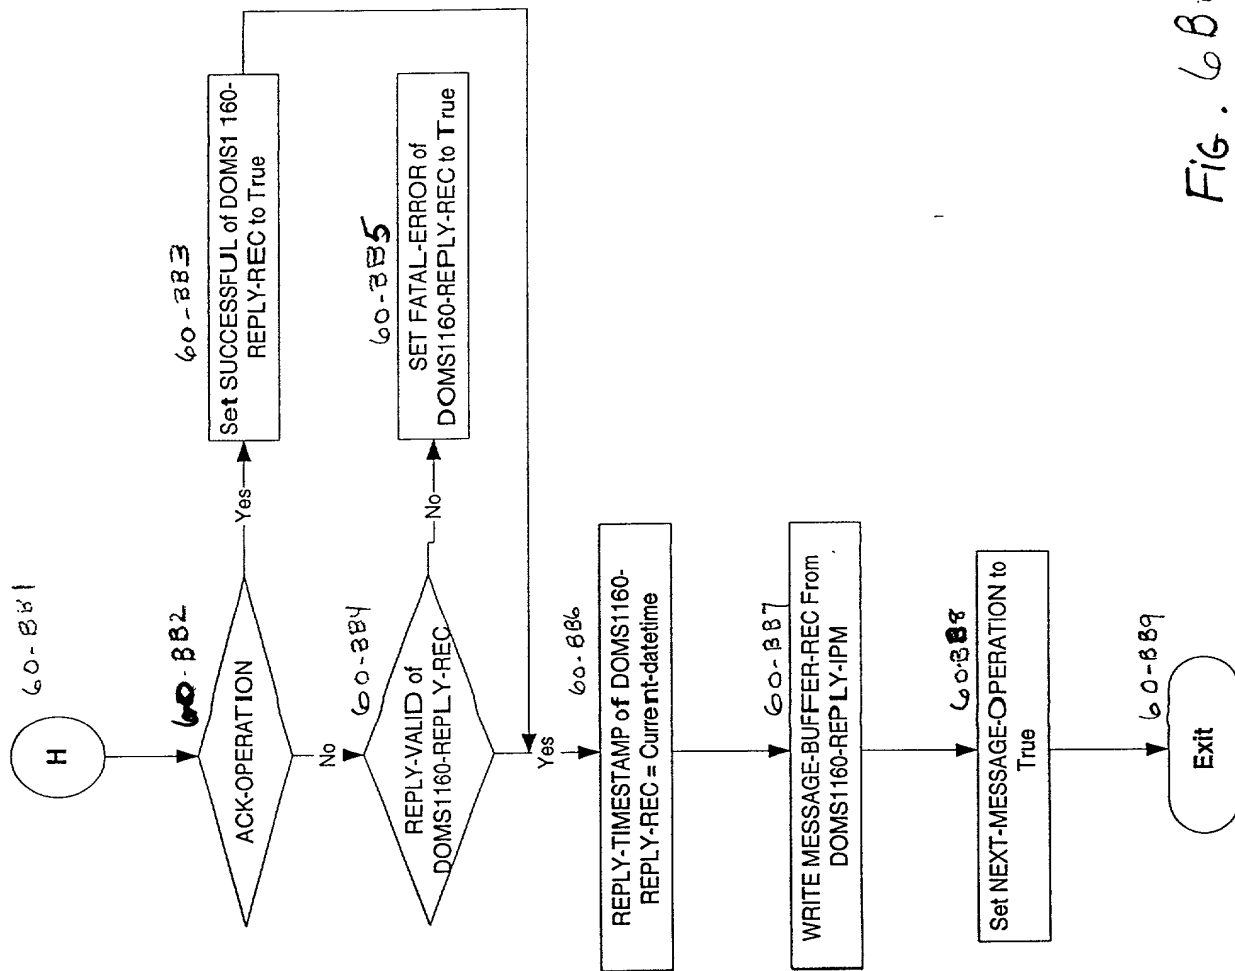 60-BB1
H
60-BB2
ACK-OPERATION
Yes
60-BB3
Set SUCCESSFUL of DOMS1 160-
REPLY-REC to True
No
60-BB4
REPLY-VALID of
DOMS1160-REPLY-REC
No
60-BB5
SET FATAL-ERROR of
DOMS1160-REPLY-REC to True
Yes
60-BB6
REPLY-TIMESTAMP of DOMS1160-
REPLY-REC = Current-datetime
60-BB7
WRITE MESSAGE-BUFFER-REC From
DOMS1160-REPLY-IPM
60-BB8
Set NEXT-MESSAGE-OPERATION to
True
60-BB9
Exit
FIG. 6B